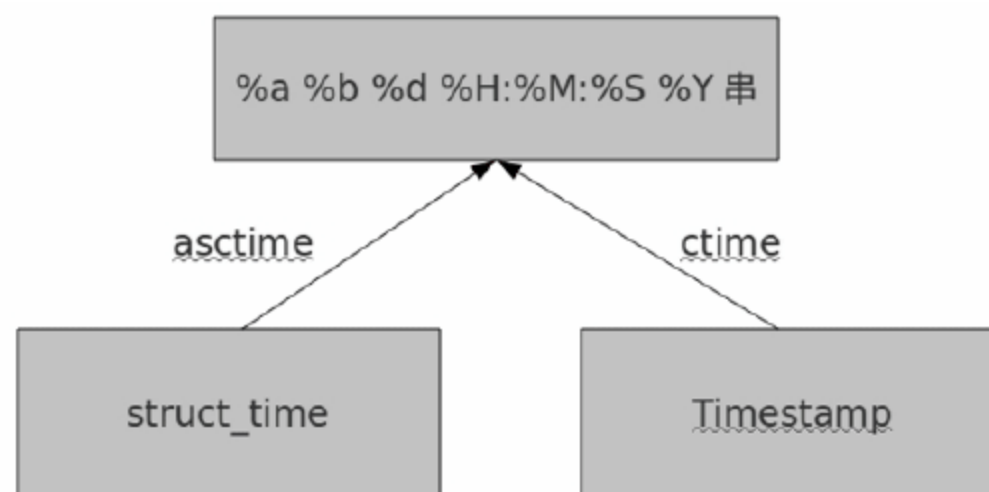 %a %b %d %H:%M:%S %Y 串
asctime
ctime
struct_time
Timestamp